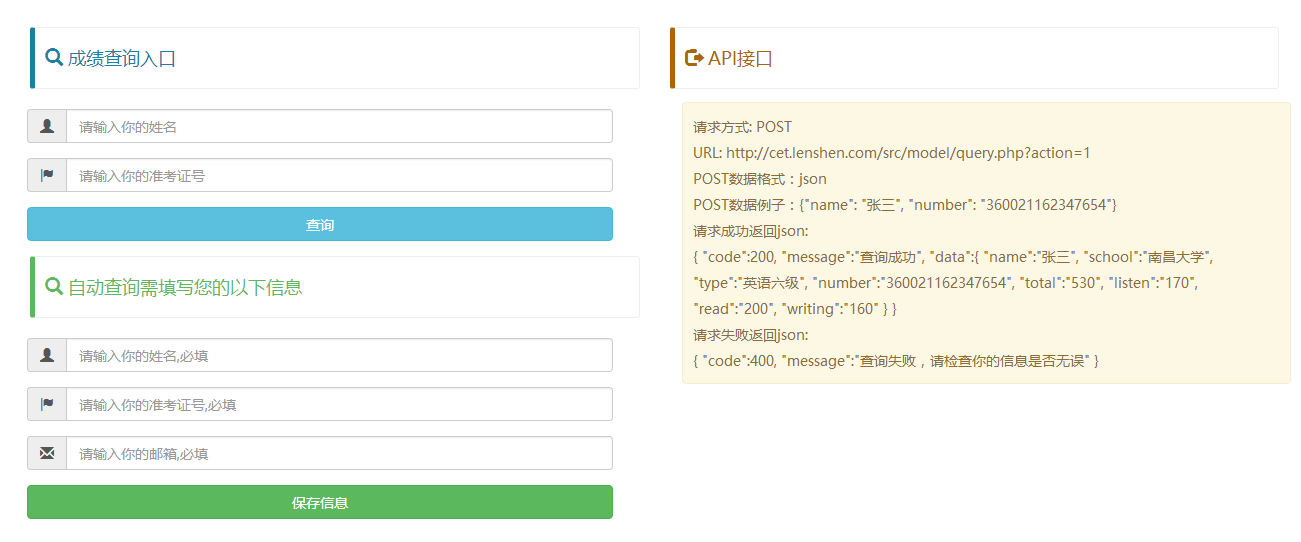 成绩查询入口
请输入你的姓名
请输入你的准考证号
查询
自动查询需填写您的以下信息
请输入你的姓名,必填
请输入你的准考证号,必填
请输入你的邮箱,必填
保存信息
API接口
请求方式: POST
URL: http://cet.lenshen.com/src/model/query.php?action=1
POST数据格式：json
POST数据例子：{"name": "张三", "number": "360021162347654"}
请求成功返回json:
{ "code":200, "message":"查询成功", "data":{ "name":"张三", "school":"南昌大学",
"type":"英语六级", "number":"360021162347654", "total":"530", "listen":"170",
"read":"200", "writing":"160" } }
请求失败返回json:
{ "code":400, "message":"查询失败，请检查你的信息是否无误" }